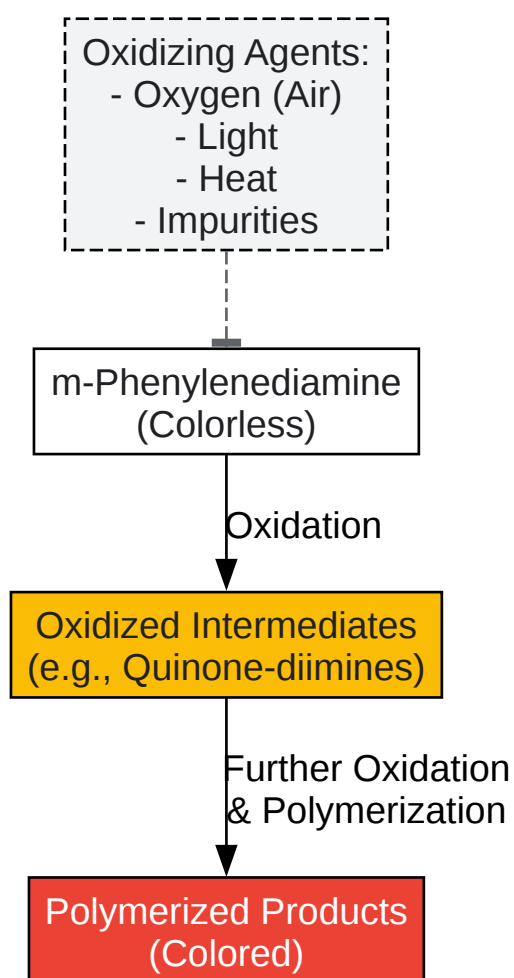 Oxidizing Agents:
- Oxygen (Air)
- Light
- Heat
- Impurities
m-Phenylenediamine
(Colorless)
Oxidation
Oxidized Intermediates
(e.g., Quinone-diimines)
Further Oxidation
& Polymerization
Polymerized Products
(Colored)